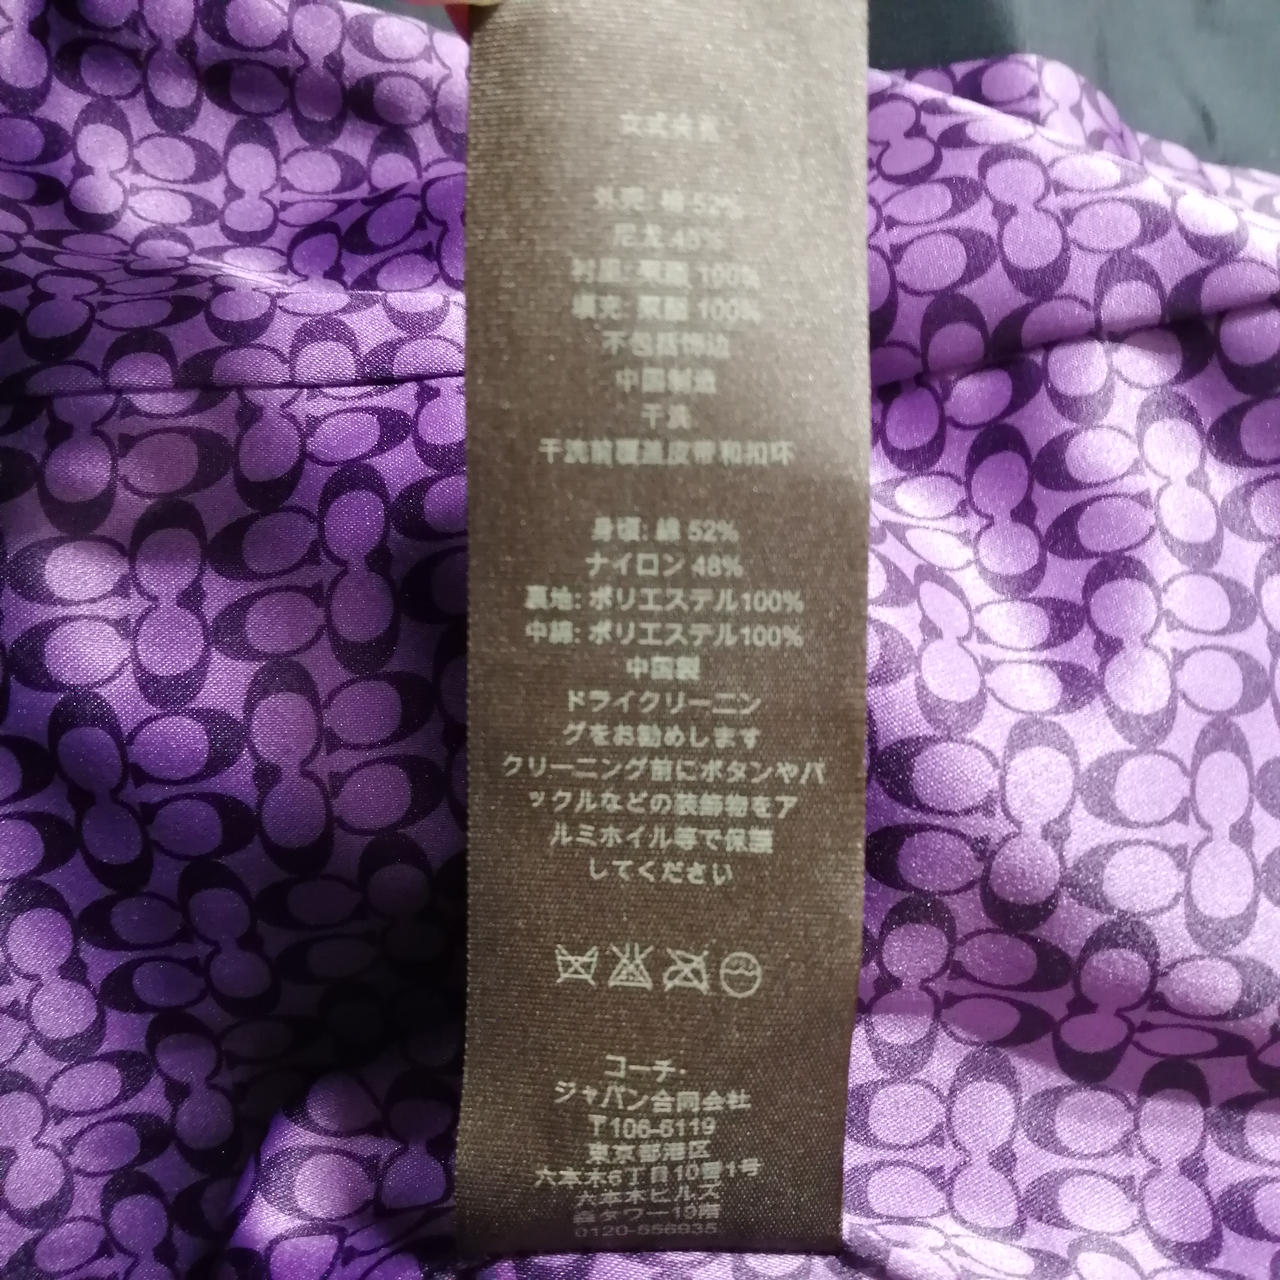 女式大衣
外壳: 棉 52%
尼龙 48%
衬里: 聚酯 100%
填充: 聚酯 100%
不包括饰边
中国制造
干洗
干洗前覆盖皮带和扣环
身頃: 綿 52%
ナイロン 48%
裏地: ポリエステル100%
中綿: ポリエステル100%
中国製
ドライクリーニン
グをお勧めします
クリーニング前にボタンやバ
ックルなどの装飾物をア
ルミホイル等で保護
してください
コーチ・
ジャパン合同会社
〒106-6119
東京都港区
六本木6丁目10番1号
六本木ヒルズ
森タワー19階
0120-556935